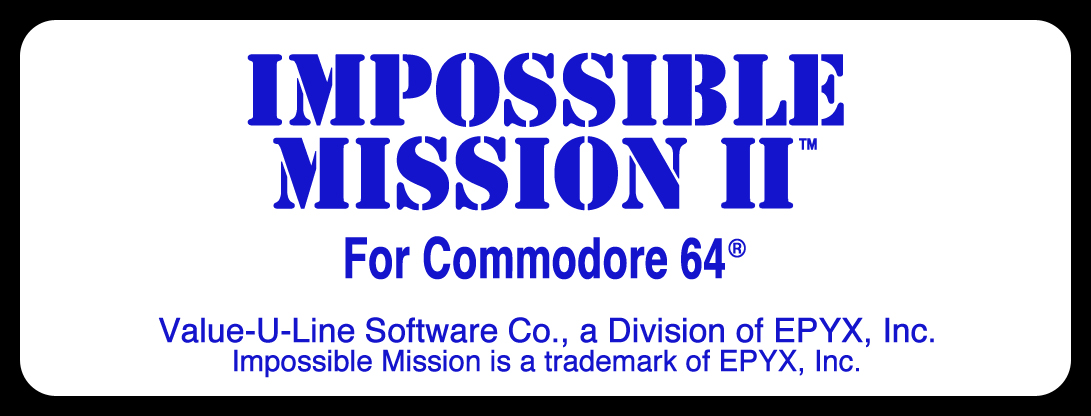 IMPOSSIBLE
MISSION II™
For Commodore 64®
Value-U-Line Software Co., a Division of EPYX, Inc.
Impossible Mission is a trademark of EPYX, Inc.